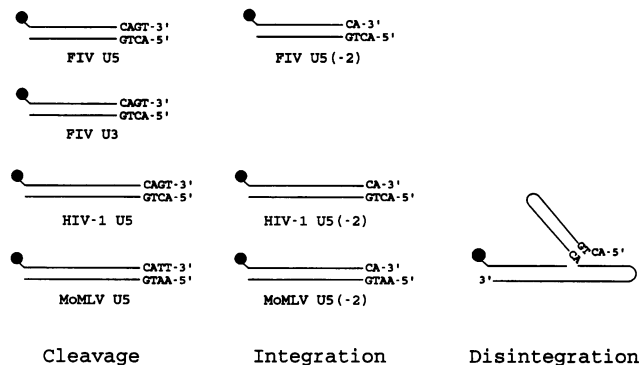 CAGT-3'
GTCA-5'
FIV U5
CA-3'
GTCA-5'
FIV U5(-2)
CAGT-3'
GTCA-5'
FIV U3
CAGT-3'
GTCA-5'
HIV-1 U5
CA-3'
GTCA-5'
HIV-1 U5(-2)
CATT-3'
GTAA-5'
MoMLV U5
CA-3'
GTAA-5'
MoMLV U5(-2)
GTCA-5'
CA
3'
Cleavage
Integration
Disintegration